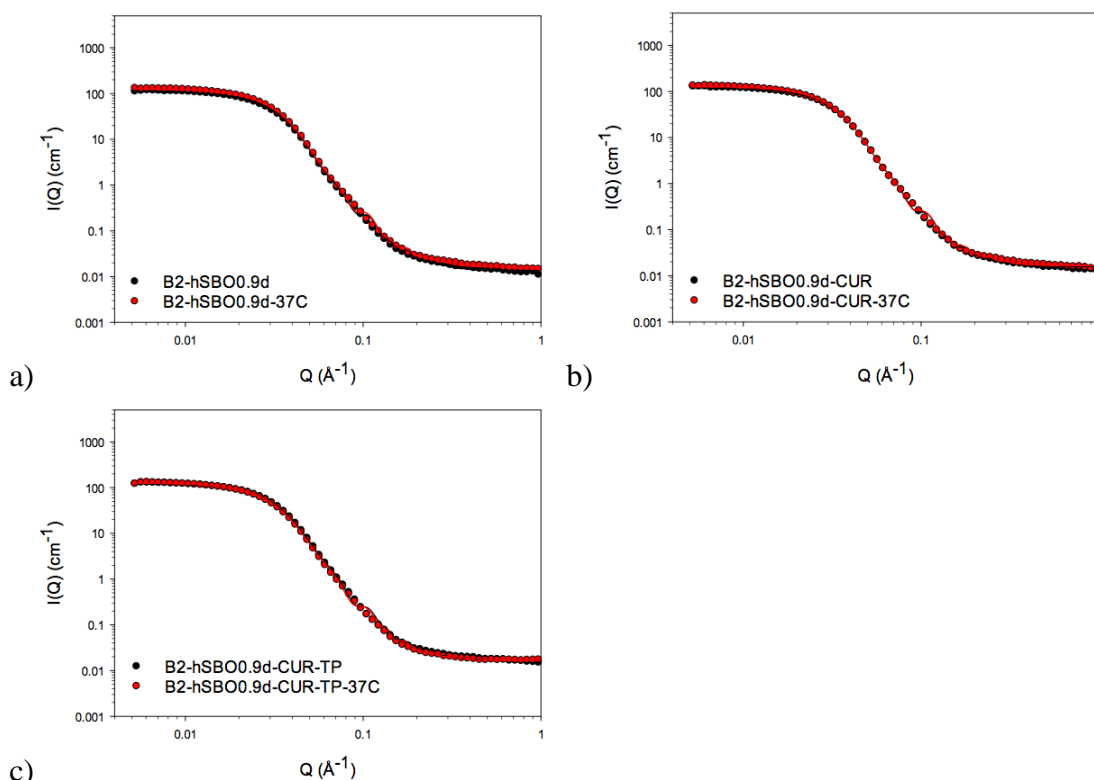 1000
100
10
1
0.1
0.01
0.001
I(Q) (cm⁻¹)
B2-hSBO0.9d
B2-hSBO0.9d-37C
0.01 0.1 1
Q (Å⁻¹)
a)
1000
100
10
1
0.1
0.01
0.001
I(Q) (cm⁻¹)
B2-hSBO0.9d-CUR
B2-hSBO0.9d-CUR-37C
0.01 0.1
Q (Å⁻¹)
b)
1000
100
10
1
0.1
0.01
0.001
I(Q) (cm⁻¹)
B2-hSBO0.9d-CUR-TP
B2-hSBO0.9d-CUR-TP-37C
0.01 0.1 1
Q (Å⁻¹)
c)